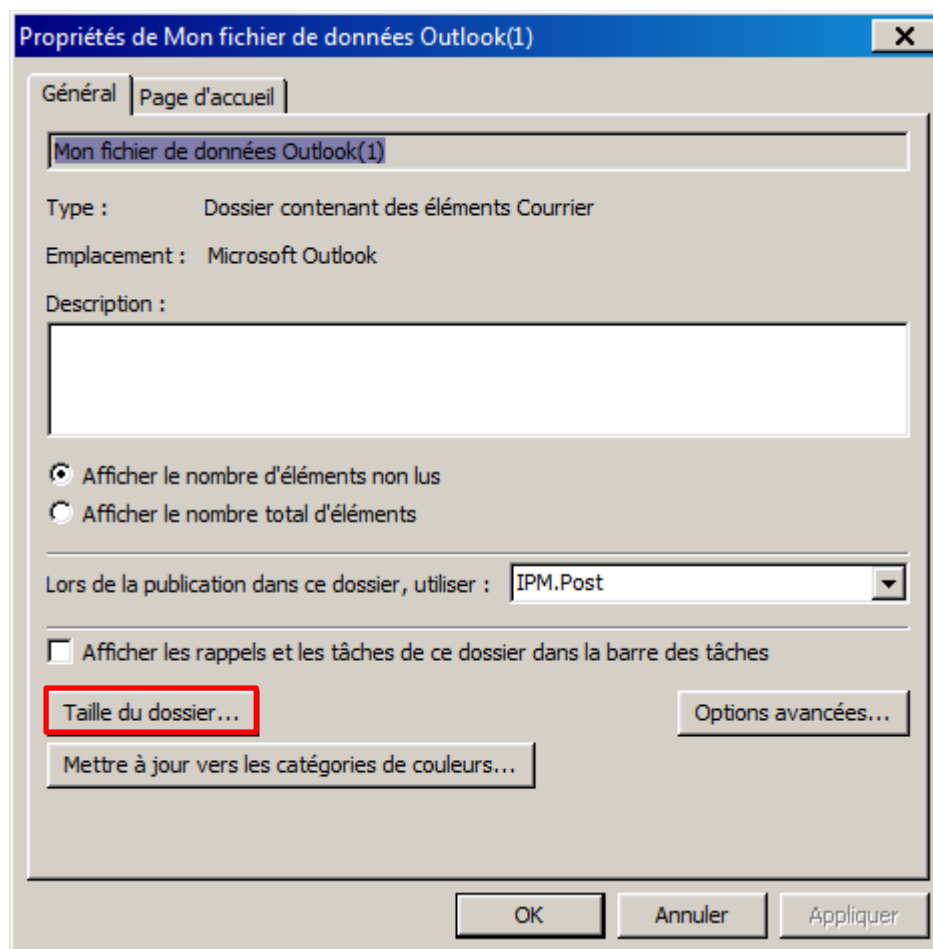 Propriétés de Mon fichier de données Outlook(1)
Général
Page d'accueil
Mon fichier de données Outlook(1)
Type : Dossier contenant des éléments Courrier
Emplacement : Microsoft Outlook
Description :
Afficher le nombre d'éléments non lus
Afficher le nombre total d'éléments
Lors de la publication dans ce dossier, utiliser : IPM.Post
Afficher les rappels et les tâches de ce dossier dans la barre des tâches
Taille du dossier... Options avancées...
Mettre à jour vers les catégories de couleurs...
OK Annuler Appliquer